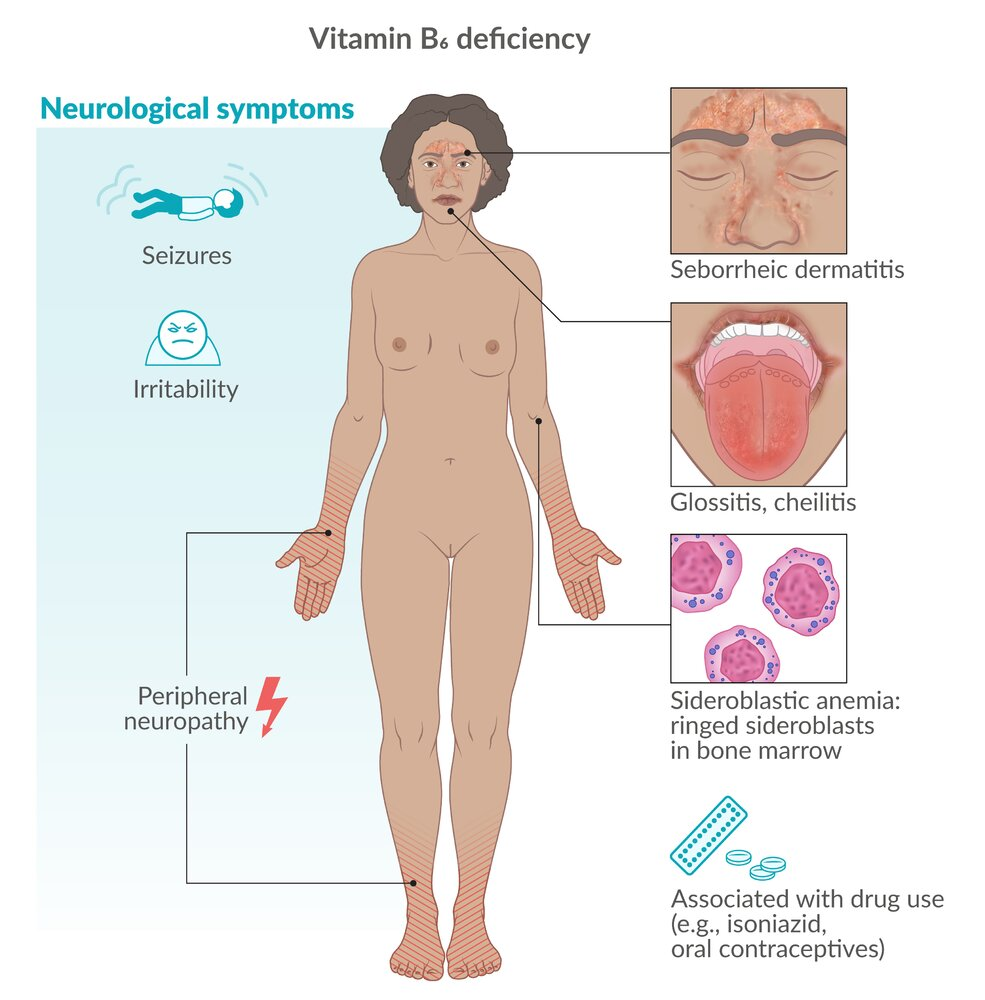 Vitamin B₆ deficiency
Neurological symptoms
Seizures
Irritability
Peripheral
neuropathy
Seborrheic dermatitis
Glossitis, cheilitis
Sideroblastic anemia:
ringed sideroblasts
in bone marrow
Associated with drug use
(e.g., isoniazid,
oral contraceptives)